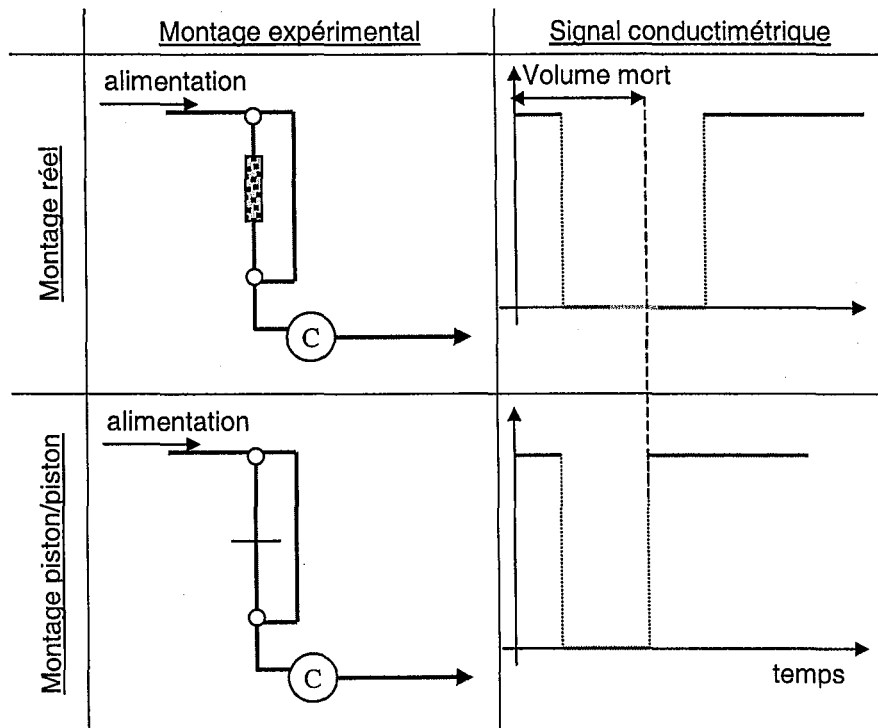 Montage expérimental
Signal conductimétrique
Montage réel
alimentation
C
Volume mort
Montage piston/piston
alimentation
C
temps